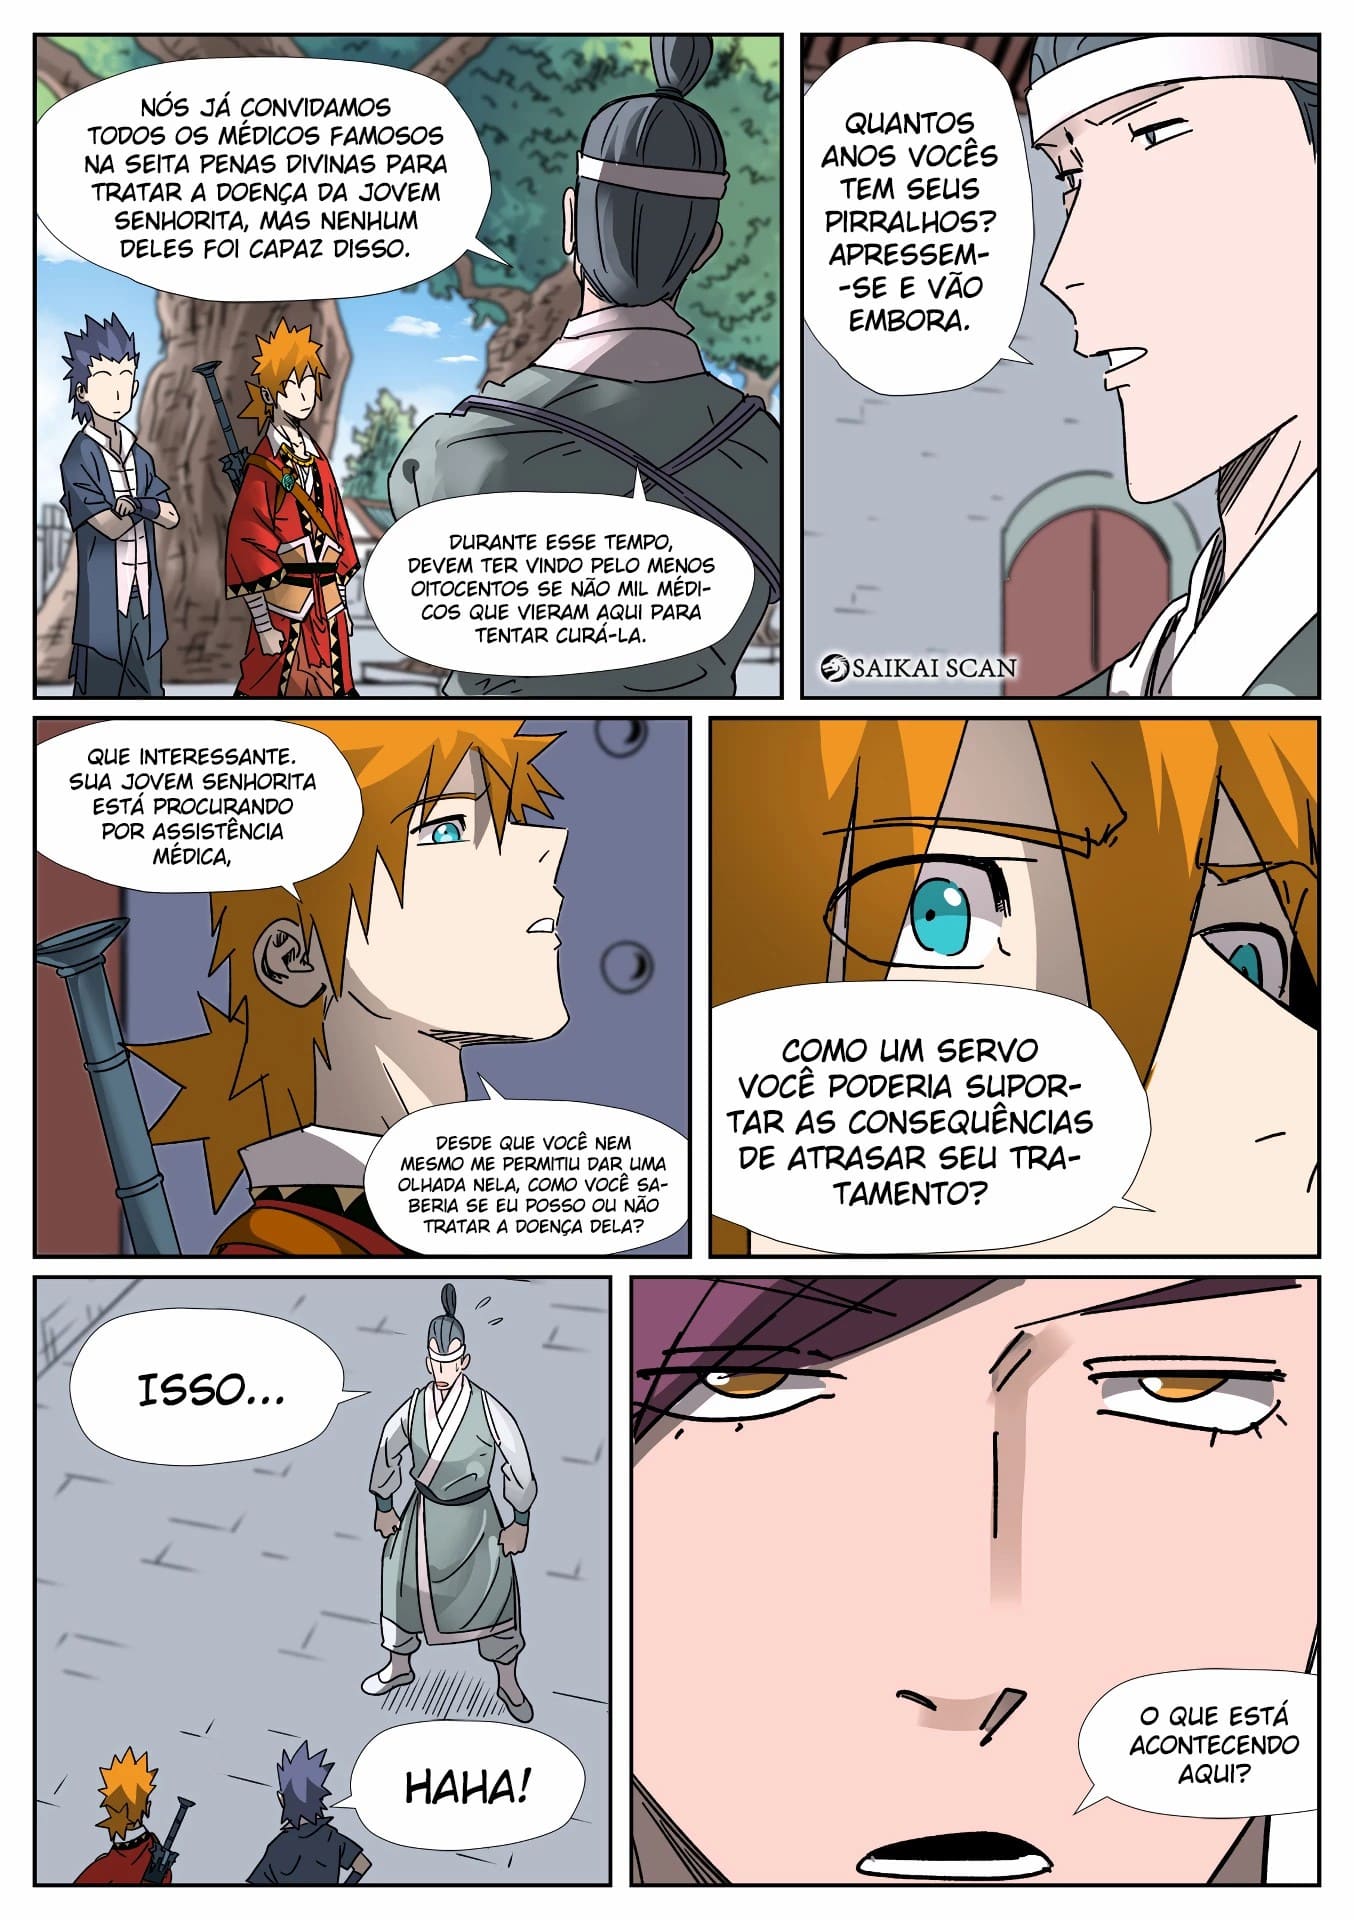 NÓS JÁ CONVIDAMOS
TODOS OS MÉDICOS FAMOSOS
NA SEITA PENAS DIVINAS PARA
TRATAR A DOENÇA DA JOVEM
SENHORITA, MAS NENHUM
DELES FOI CAPAZ DISSO.
DURANTE ESSE TEMPO,
DEVEM TER VINDO PELO MENOS
OITOCENTOS SE NÃO MIL MÉDI-
COS QUE VIERAM AQUI PARA
TENTAR CURÁ-LA.
QUANTOS
ANOS VOCÊS
TEM SEUS
PIRRALHOS?
APRESSEM-
-SE E VÃO
EMBORA.
SAIKAI SCAN
QUE INTERESSANTE.
SUA JOVEM SENHORITA
ESTÁ PROCURANDO
POR ASSISTÊNCIA
MÉDICA,
DESDE QUE VOCÊ NEM
MESMO ME PERMITIU DAR UMA
OLHADA NELA, COMO VOCÊ SA-
BERIA SE EU POSSO OU NÃO
TRATAR A DOENÇA DELA?
COMO UM SERVO
VOCÊ PODERIA SUPOR-
TAR AS CONSEQUÊNCIAS
DE ATRASAR SEU TRA-
TAMENTO?
ISSO...
HAHA!
O QUE ESTÁ
ACONTECENDO
AQUI?